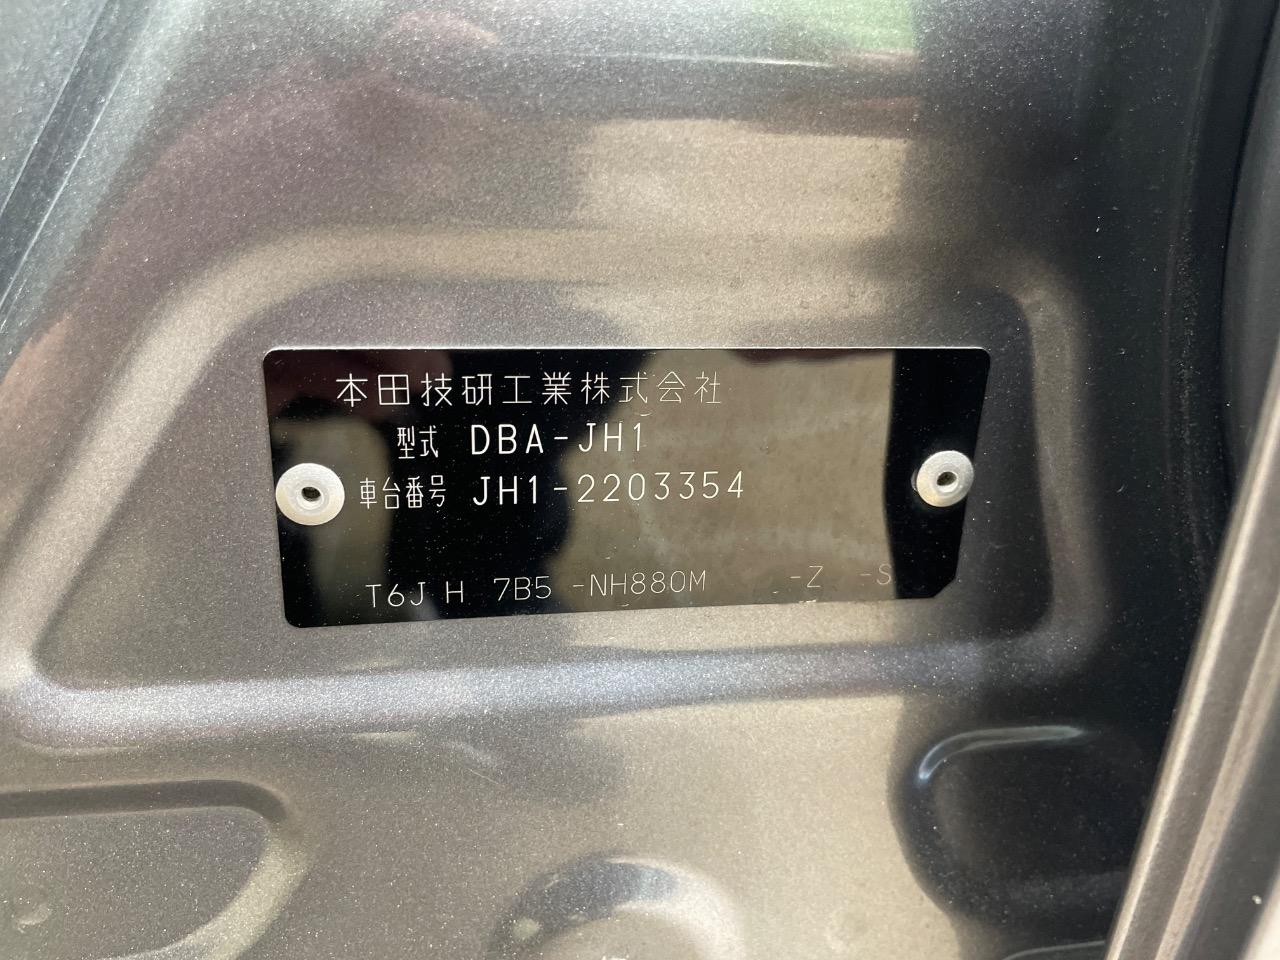 本田技研工業株式会社
型式 DBA-JH1
車台番号 JH1-2203354
T6J H 7B5 -NH880M -Z -S